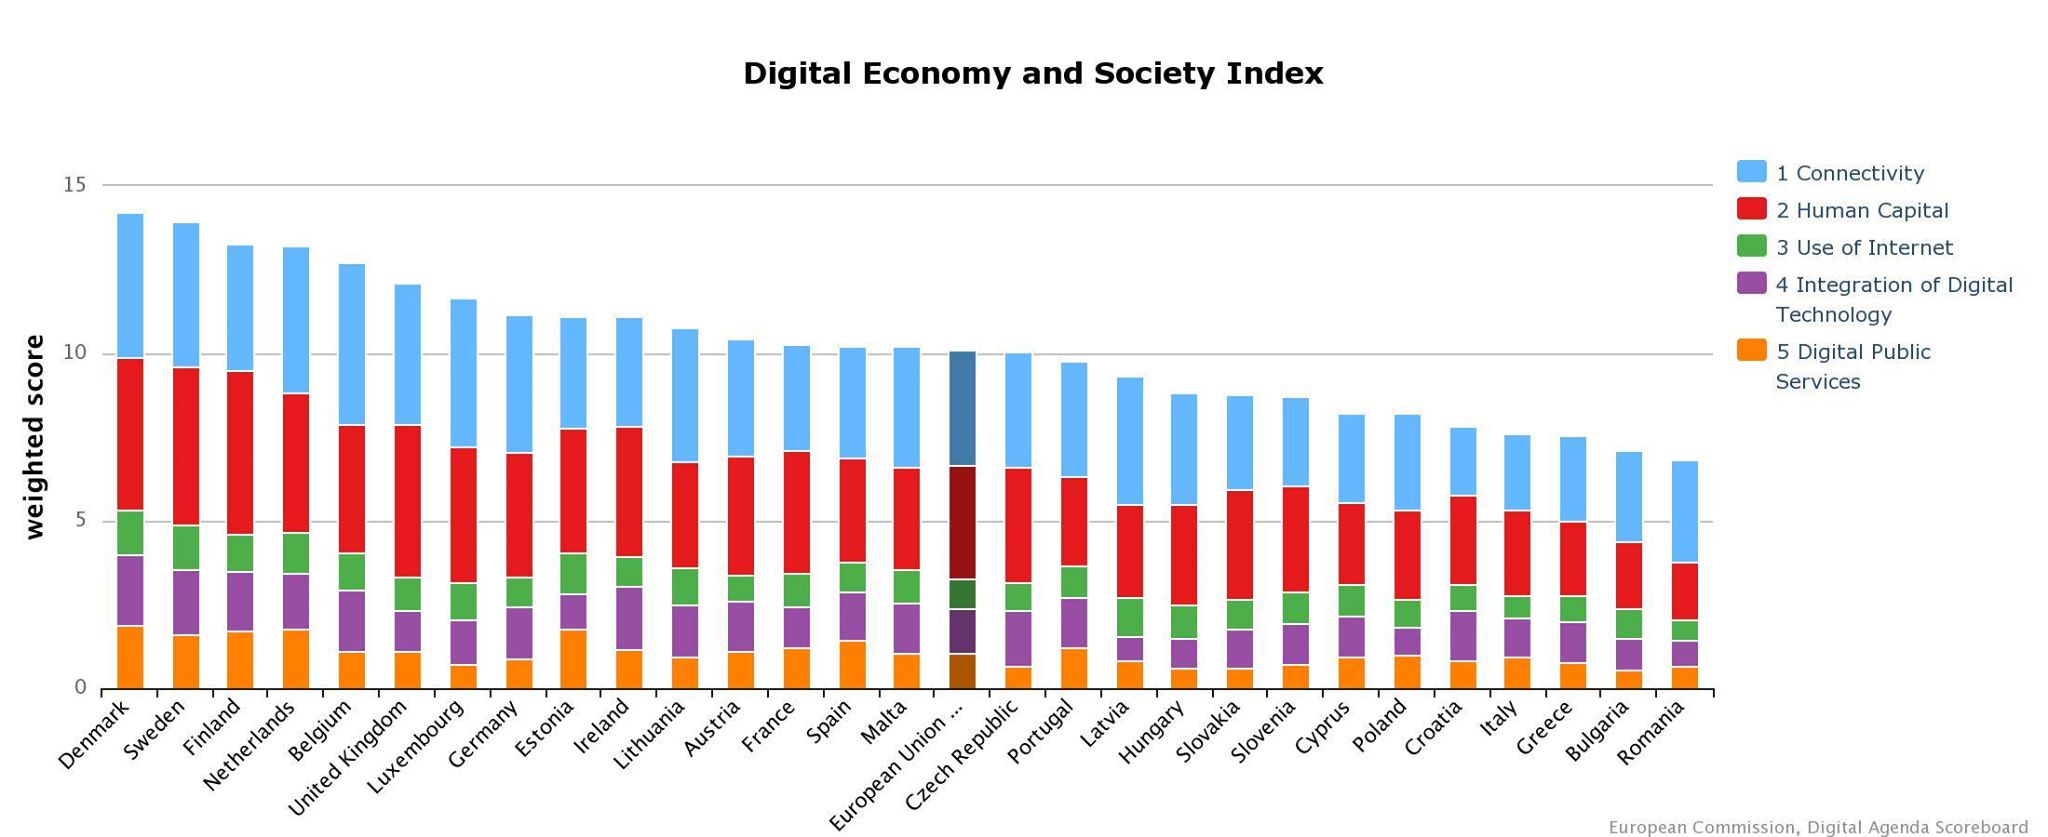 Digital Economy and Society Index
weighted score
15
10
5
0
1 Connectivity
2 Human Capital
3 Use of Internet
4 Integration of Digital
Technology
5 Digital Public
Services
Denmark
Sweden
Finland
Netherlands
Belgium
United Kingdom
Luxembourg
Germany
Estonia
Ireland
Lithuania
Austria
France
Spain
Malta
European Union ...
Czech Republic
Portugal
Latvia
Hungary
Slovakia
Slovenia
Cyprus
Poland
Croatia
Italy
Greece
Bulgaria
Romania
European Commission, Digital Agenda Scoreboard